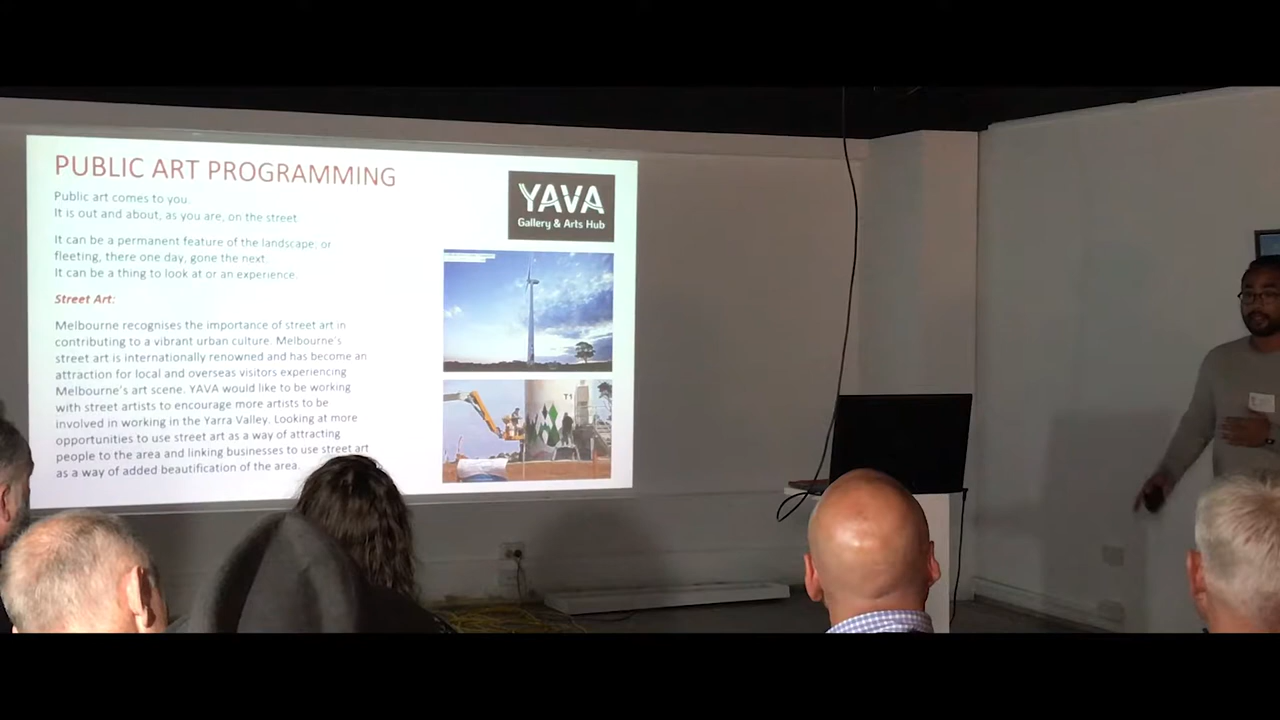 PUBLIC ART PROGRAMMING
Public art comes to you.
It is out and about, as you are, on the street.
It can be a permanent feature of the landscape, or
fleeting, there one day, gone the next.
It can be a thing to look at or an experience.
Street Art:
Melbourne recognises the importance of street art in
contributing to a vibrant urban culture. Melbourne's
street art is internationally renowned and has become an
attraction for local and overseas visitors experiencing
Melbourne's art scene. YAVA would like to be working
with street artists to encourage more artists to be
involved in working in the Yarra Valley. Looking at more
opportunities to use street art as a way of attracting
people to the area and linking businesses to use street art
as a way of added beautification of the area.
YAVA
Gallery & Arts Hub
T1